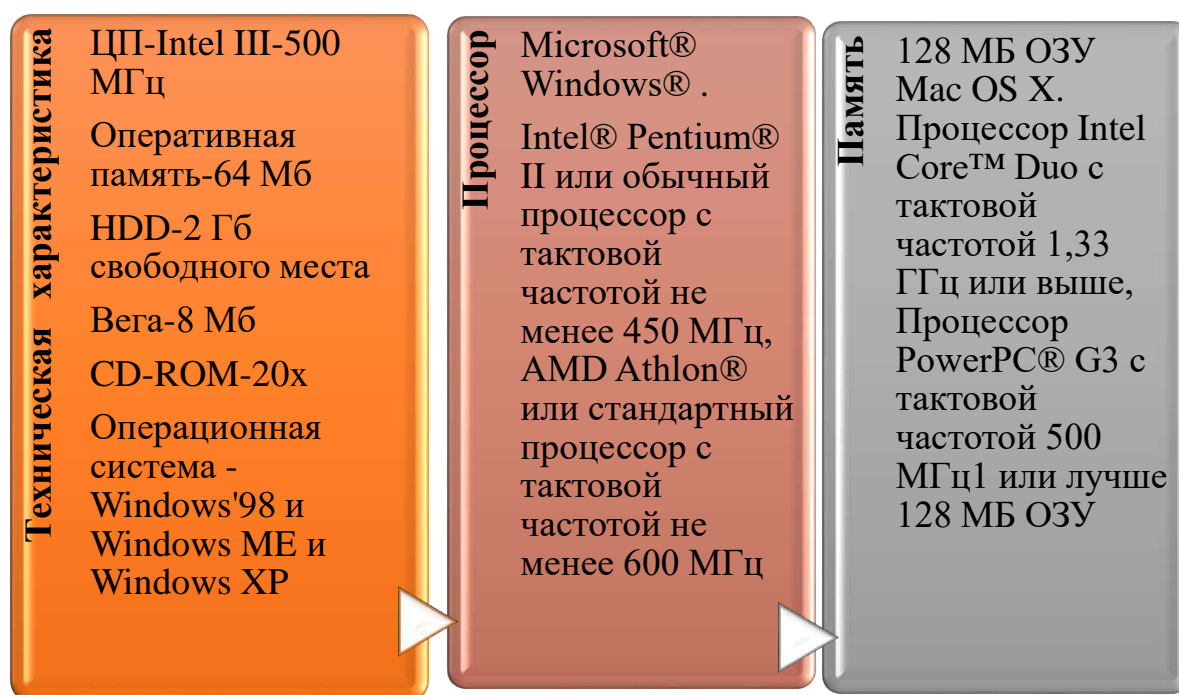 Техническая характеристика
ЦП-Intel III-500
МГц
Оперативная
память-64 Мб
HDD-2 Гб
свободного места
Вега-8 Мб
CD-ROM-20x
Операционная
система -
Windows'98 и
Windows ME и
Windows XP
Процессор
Microsoft®
Windows® .
Intel® Pentium®
II или обычный
процессор с
тактовой
частотой не
менее 450 МГц,
AMD Athlon®
или стандартный
процессор с
тактовой
частотой не
менее 600 МГц
Память
128 МБ ОЗУ
Mac OS X.
Процессор Intel
Core™ Duo с
тактовой
частотой 1,33
ГГц или выше,
Процессор
PowerPC® G3 с
тактовой
частотой 500
МГц1 или лучше
128 МБ ОЗУ